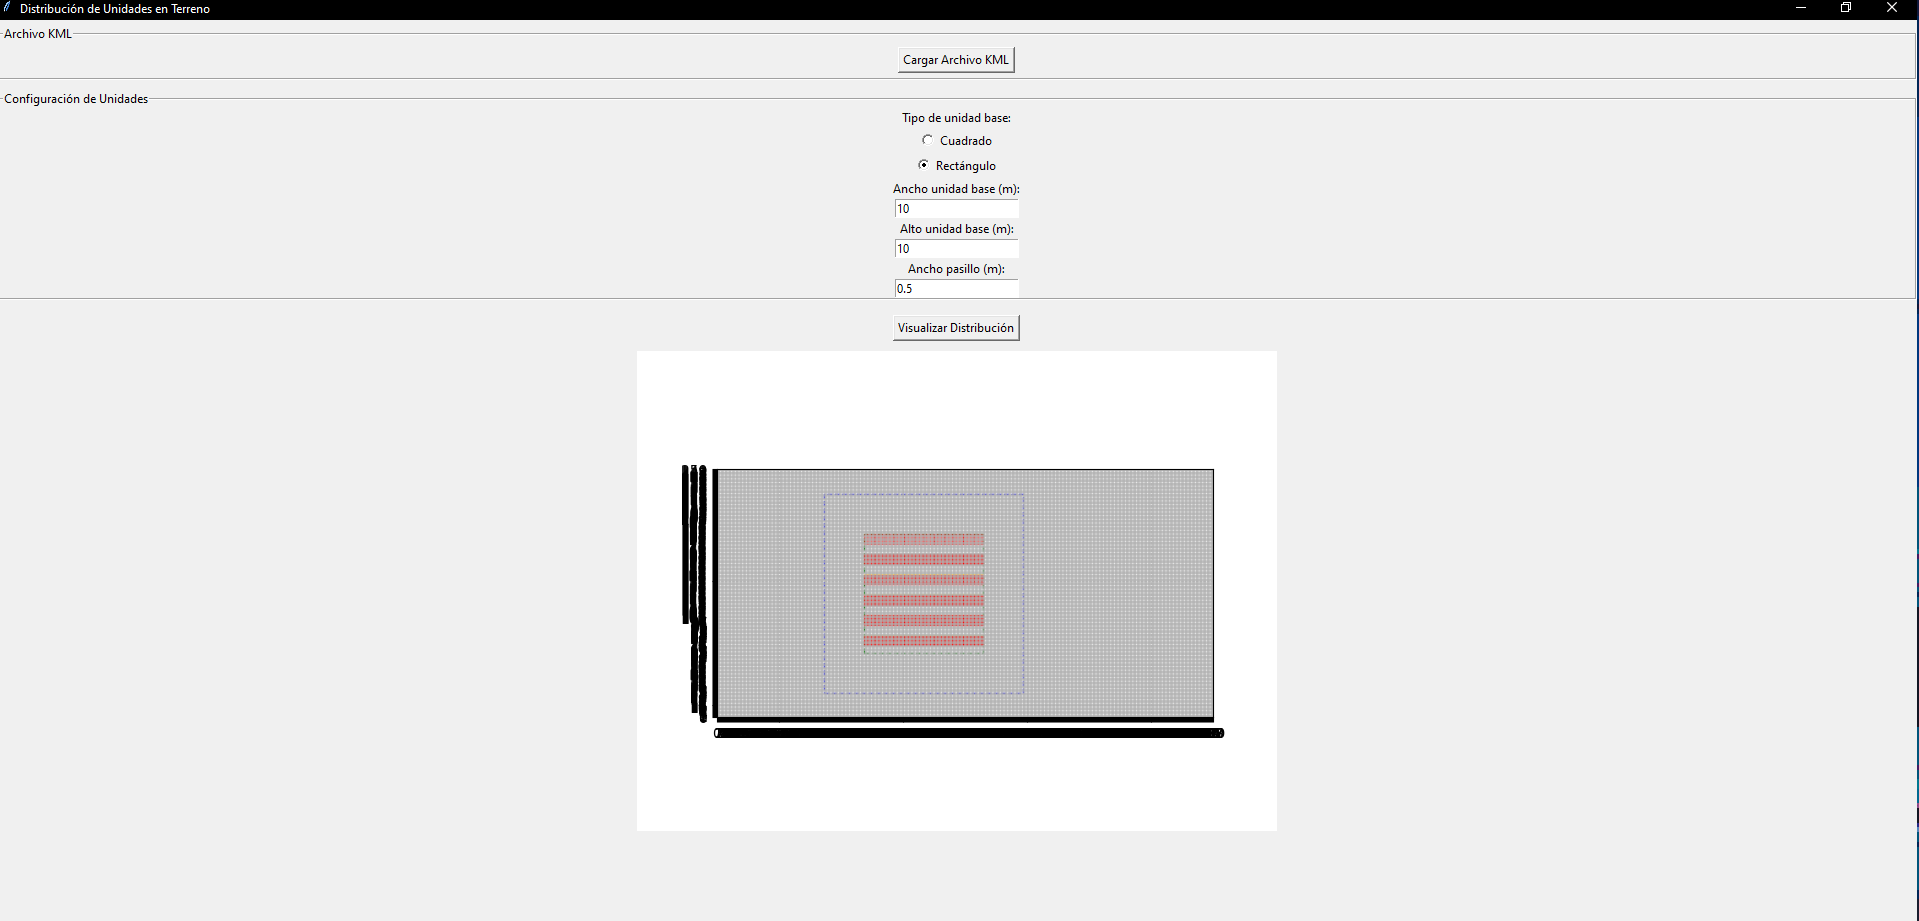 Distribución de Unidades en Terreno
Archivo KML
Cargar Archivo KML
Configuración de Unidades
Tipo de unidad base:
Cuadrado
Rectángulo
Ancho unidad base (m):
10
Alto unidad base (m):
10
Ancho pasillo (m):
0.5
Visualizar Distribución